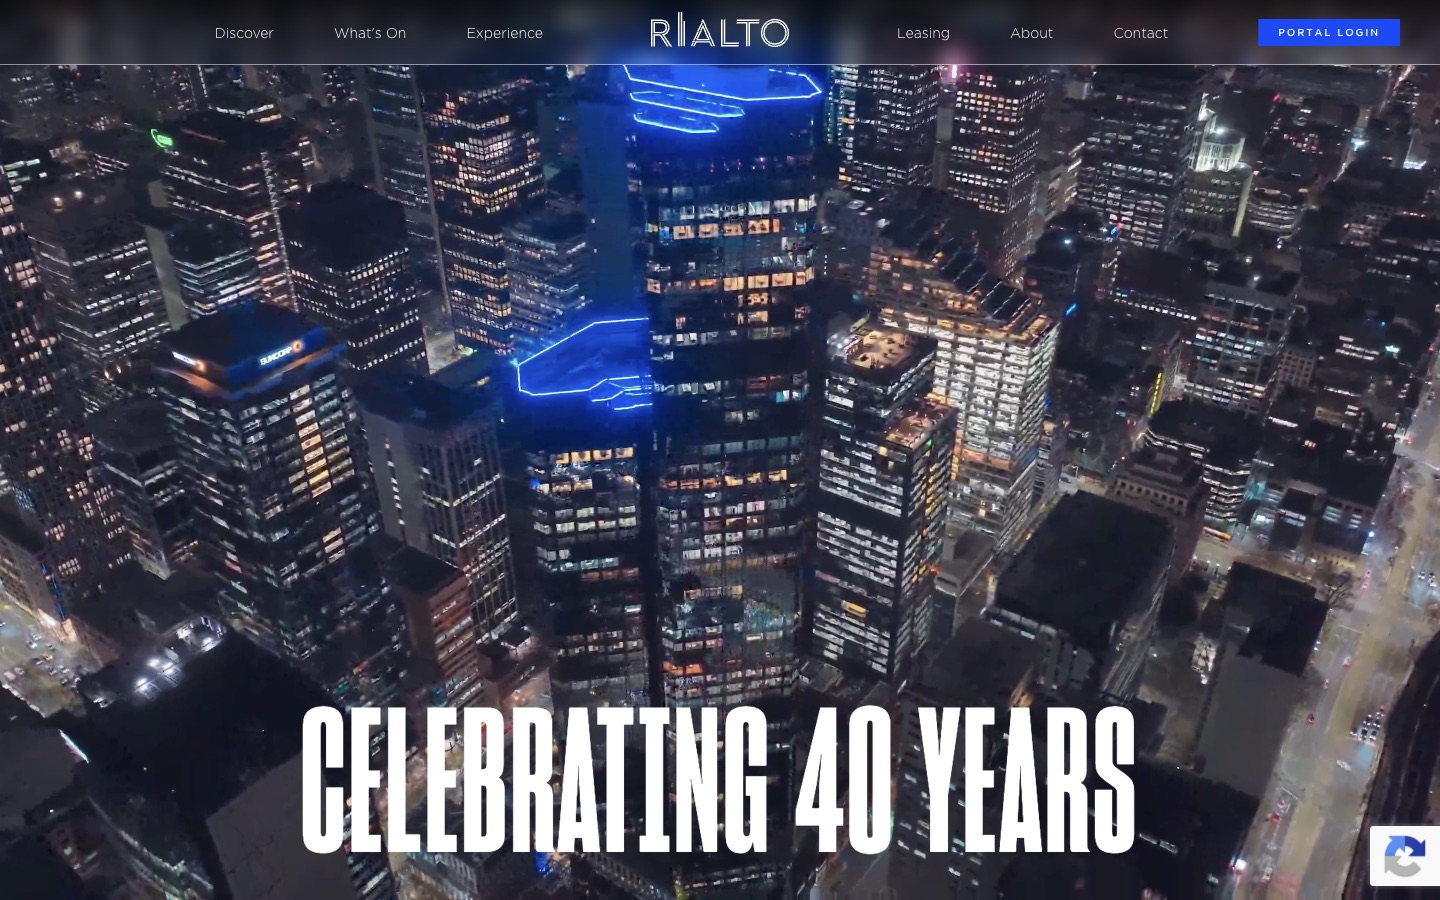 Discover What's On Experience RIALTO Leasing About Contact PORTAL LOGIN
SUNCORP
CELEBRATING 40 YEARS